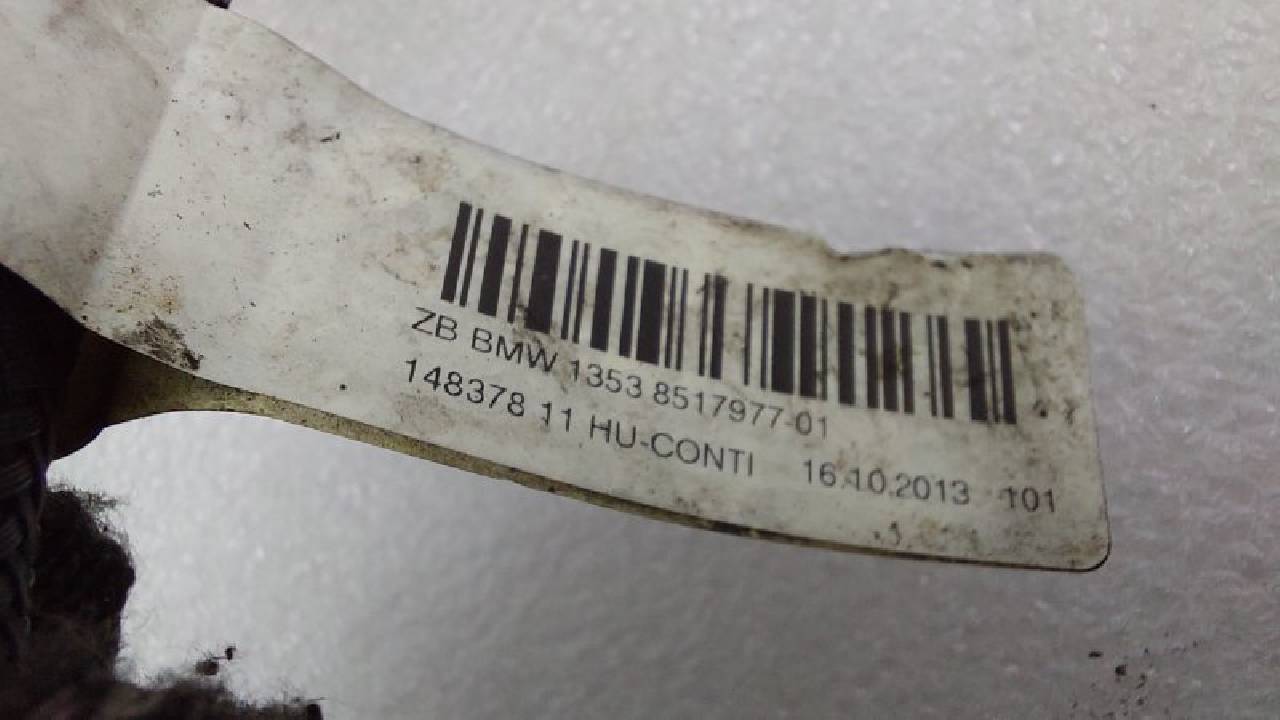 ZB BMW 1353 8517977-01
148378 11 HU-CONTI 16.10.2013 101